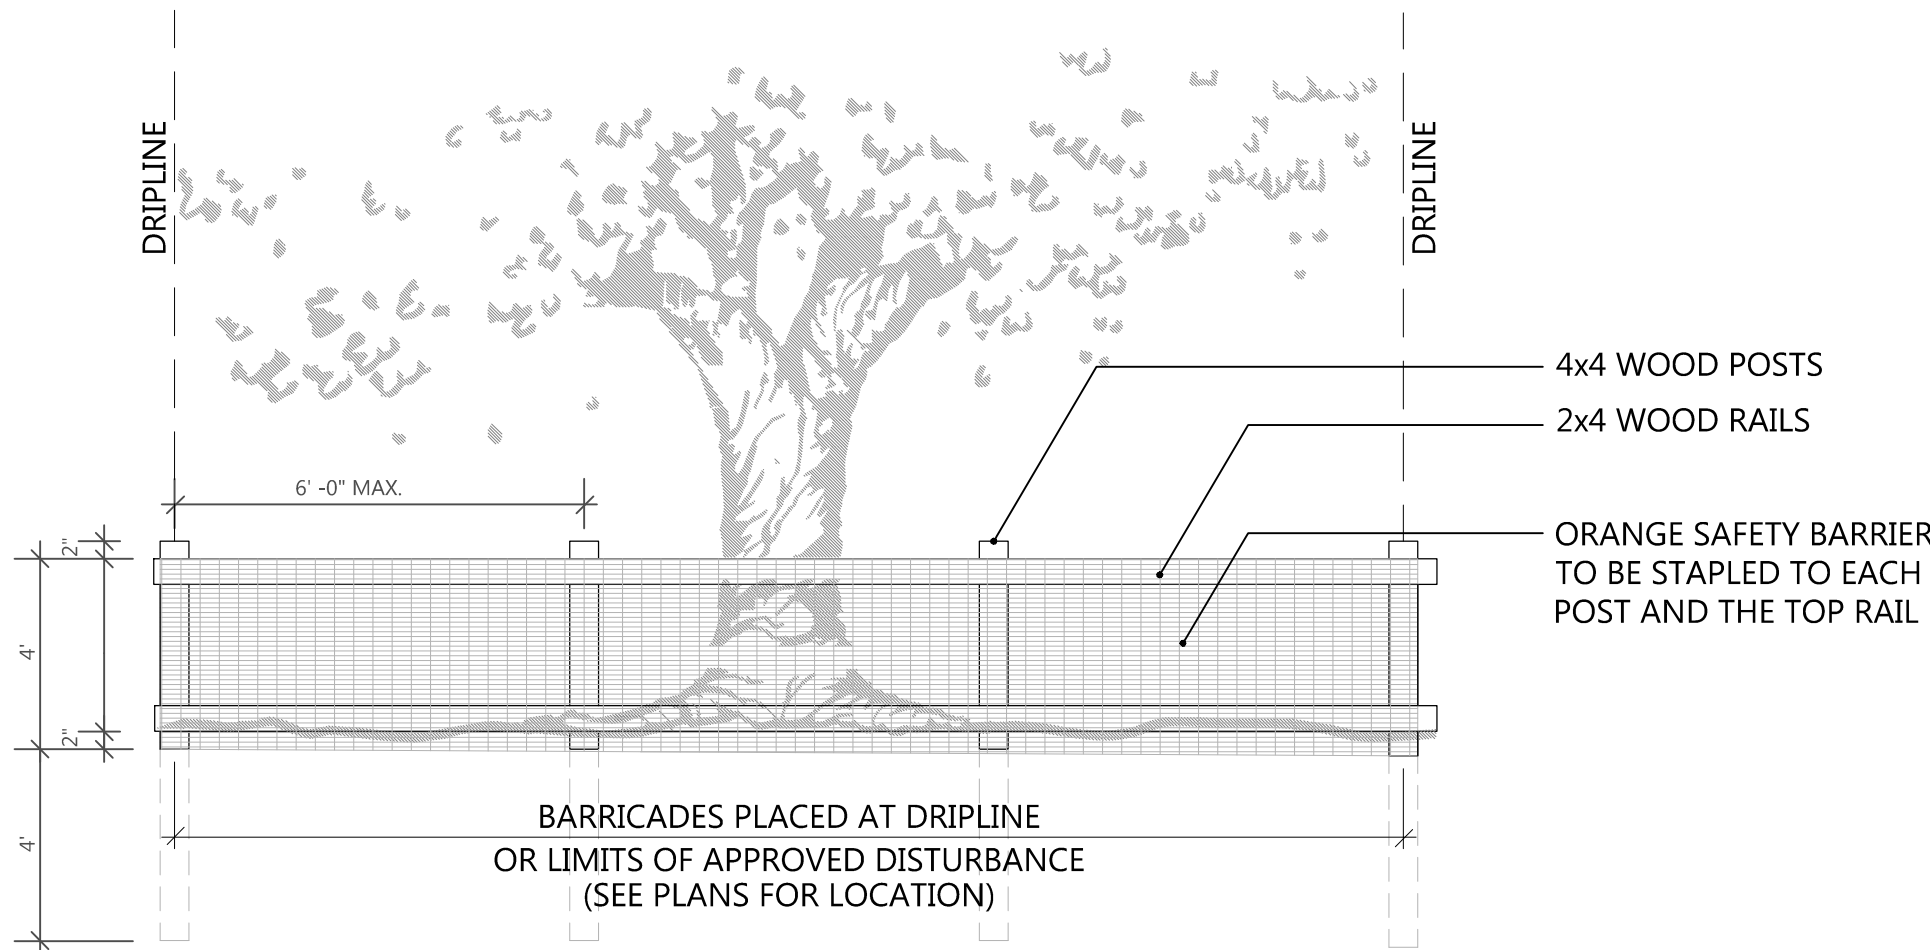 DRIPLINE
DRIPLINE
4x4 WOOD POSTS
2x4 WOOD RAILS
6' -0" MAX.
ORANGE SAFETY BARRIER
TO BE STAPLED TO EACH
POST AND THE TOP RAIL
2"
4'
2"
4'
BARRICADES PLACED AT DRIPLINE
OR LIMITS OF APPROVED DISTURBANCE
(SEE PLANS FOR LOCATION)